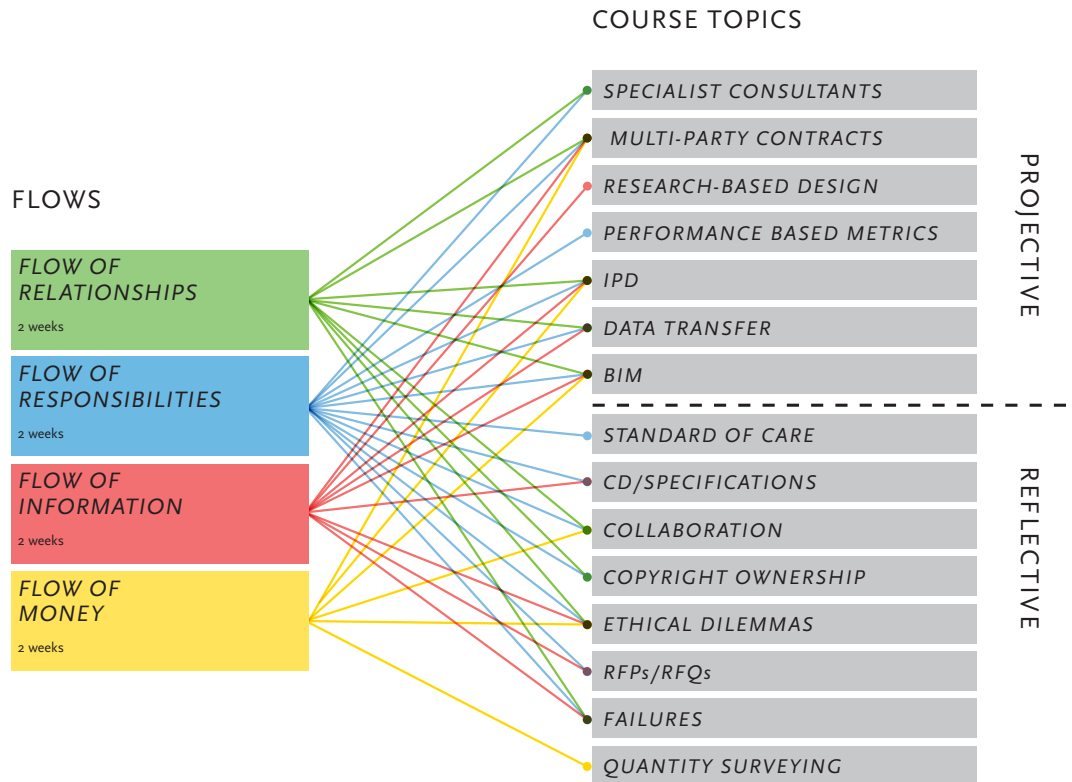 COURSE TOPICS
FLOWS
FLOW OF
RELATIONSHIPS
2 weeks
FLOW OF
RESPONSIBILITIES
2 weeks
FLOW OF
INFORMATION
2 weeks
FLOW OF
MONEY
2 weeks
SPECIALIST CONSULTANTS
MULTI-PARTY CONTRACTS
RESEARCH-BASED DESIGN
PERFORMANCE BASED METRICS
IPD
DATA TRANSFER
BIM
STANDARD OF CARE
CD/SPECIFICATIONS
COLLABORATION
COPYRIGHT OWNERSHIP
ETHICAL DILEMMAS
RFPs/RFQs
FAILURES
QUANTITY SURVEYING
PROJECTIVE
REFLECTIVE